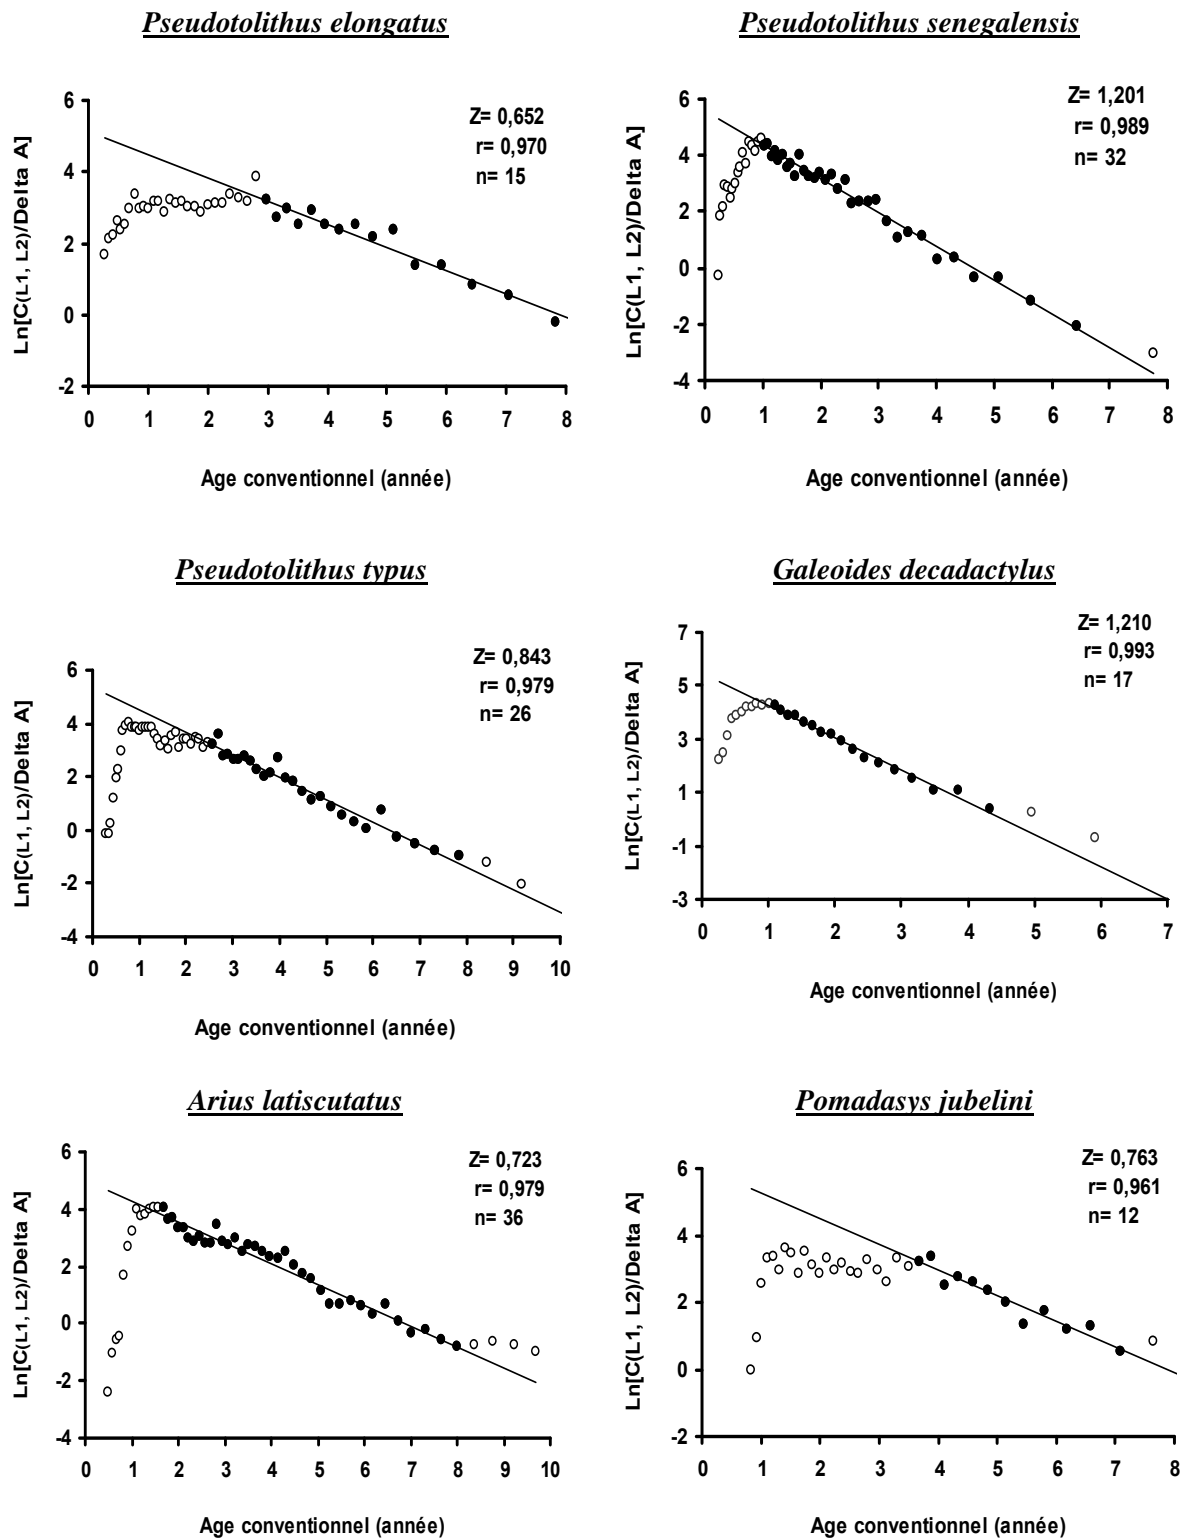 Pseudotolithus elongatus
Z= 0,652
r= 0,970
n= 15
Ln[C(L1, L2)/Delta A]
6
4
2
0
-2
0 1 2 3 4 5 6 7 8
Age conventionnel (année)
Pseudotolithus senegalensis
Z= 1,201
r= 0,989
n= 32
Ln[C(L1, L2)/Delta A]
6
4
2
0
-2
-4
0 1 2 3 4 5 6 7 8
Age conventionnel (année)
Pseudotolithus typus
Z= 0,843
r= 0,979
n= 26
Ln[C(L1, L2)/Delta A]
6
4
2
0
-2
-4
0 1 2 3 4 5 6 7 8 9 10
Age conventionnel (année)
Galeoides decadactylus
Z= 1,210
r= 0,993
n= 17
Ln[C(L1, L2)/Delta A]
7
5
3
1
-1
-3
0 1 2 3 4 5 6 7
Age conventionnel (année)
Arius latiscutatus
Z= 0,723
r= 0,979
n= 36
Ln[C(L1, L2)/Delta A]
6
4
2
0
-2
-4
0 1 2 3 4 5 6 7 8 9 10
Age conventionnel (année)
Pomadasys jubelini
Z= 0,763
r= 0,961
n= 12
Ln[C(L1, L2)/Delta A]
6
4
2
0
-2
0 1 2 3 4 5 6 7 8
Age conventionnel (année)